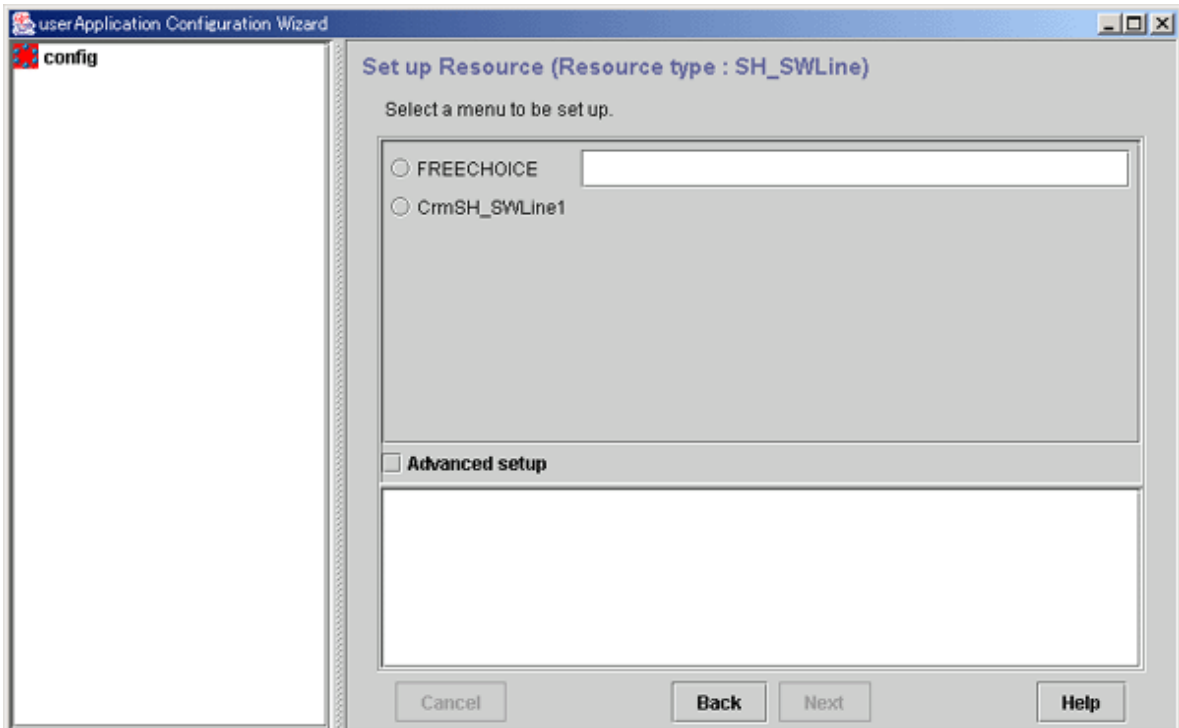 userApplication Configuration Wizard
config
Set up Resource (Resource type : SH_SWLine)
Select a menu to be set up.
FREECHOICE
CrmSH_SWLine1
Advanced setup
Cancel Back Next Help